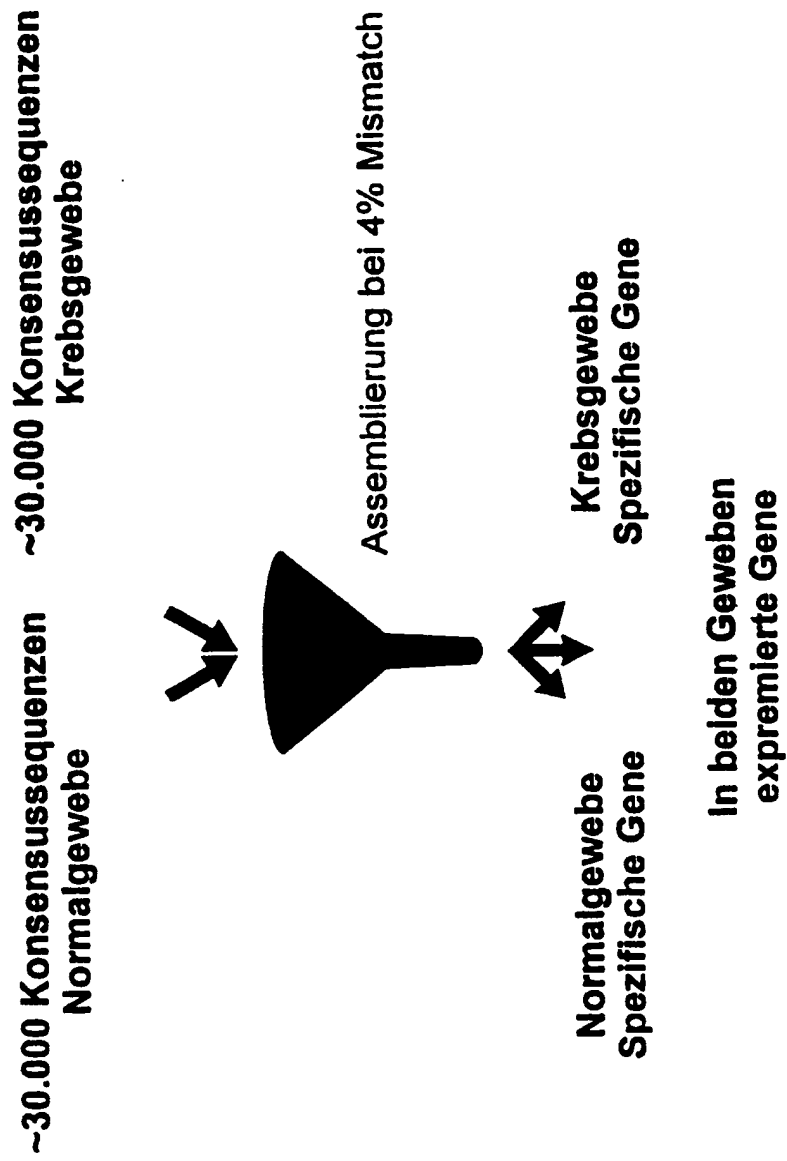 ~30.000 Konsensussequenzen
Normalgewebe
~30.000 Konsensussequenzen
Krebsgewebe
Assemblierung bei 4% Mismatch
Normalgewebe
Spezifische Gene
Krebsgewebe
Spezifische Gene
In beiden Geweben
expremierte Gene